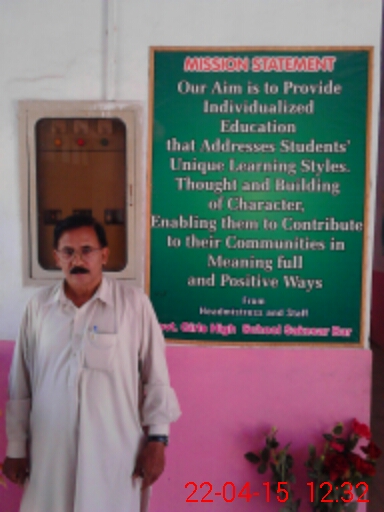 MISSION STATEMENT
Our Aim is to Provide
Individualized
Education
that Addresses Students'
Unique Learning Styles.
Thought and Building
of Character,
Enabling them to Contribute
to their Communities in
Meaning full
and Positive Ways
From
Headmistress and Staff
Govt. Girls High School
22-04-15 12:32